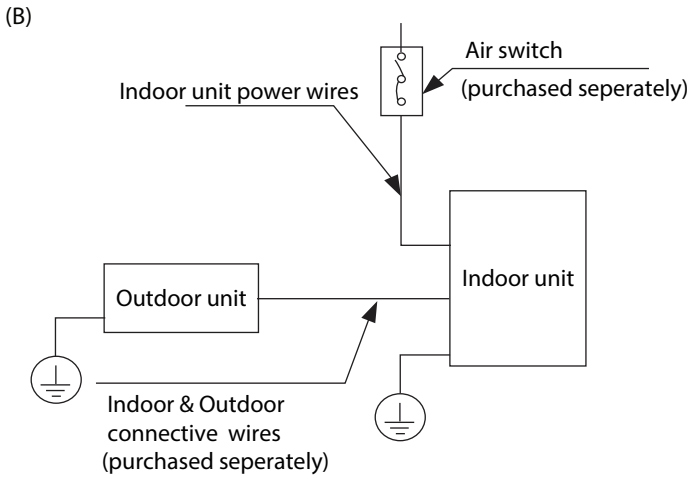 (B)
Air switch
(purchased seperately)
Indoor unit power wires
Indoor unit
Outdoor unit
Indoor & Outdoor
connective wires
(purchased seperately)